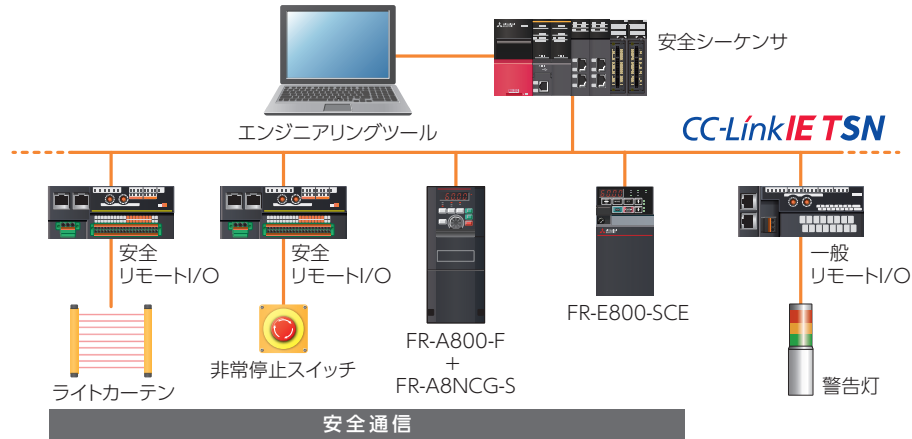 安全シーケンサ
エンジニアリングツール
CC-Link IE TSN
安全
リモートI/O
安全
リモートI/O
一般
リモートI/O
FR-A800-F
+
FR-A8NCG-S
FR-E800-SCE
ライトカーテン
非常停止スイッチ
警告灯
安全通信